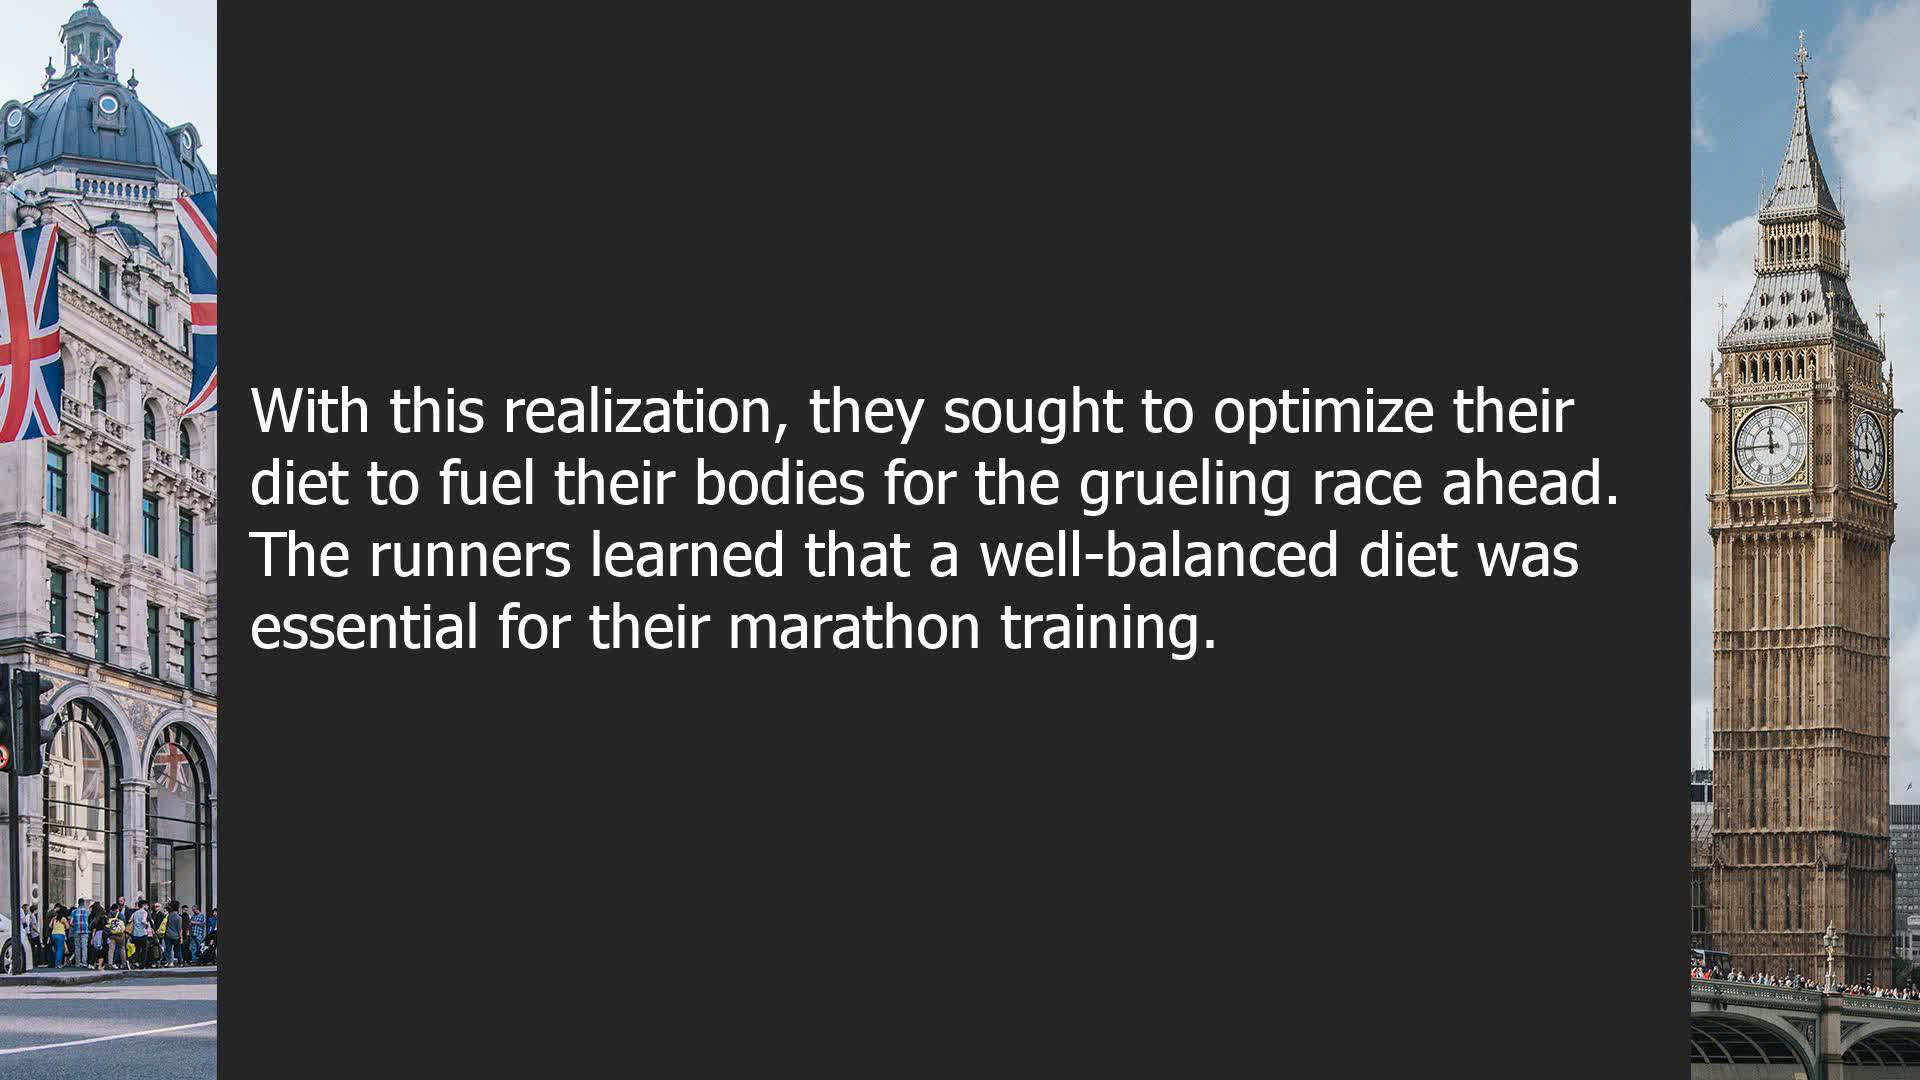 With this realization, they sought to optimize their
diet to fuel their bodies for the grueling race ahead.
The runners learned that a well-balanced diet was
essential for their marathon training.